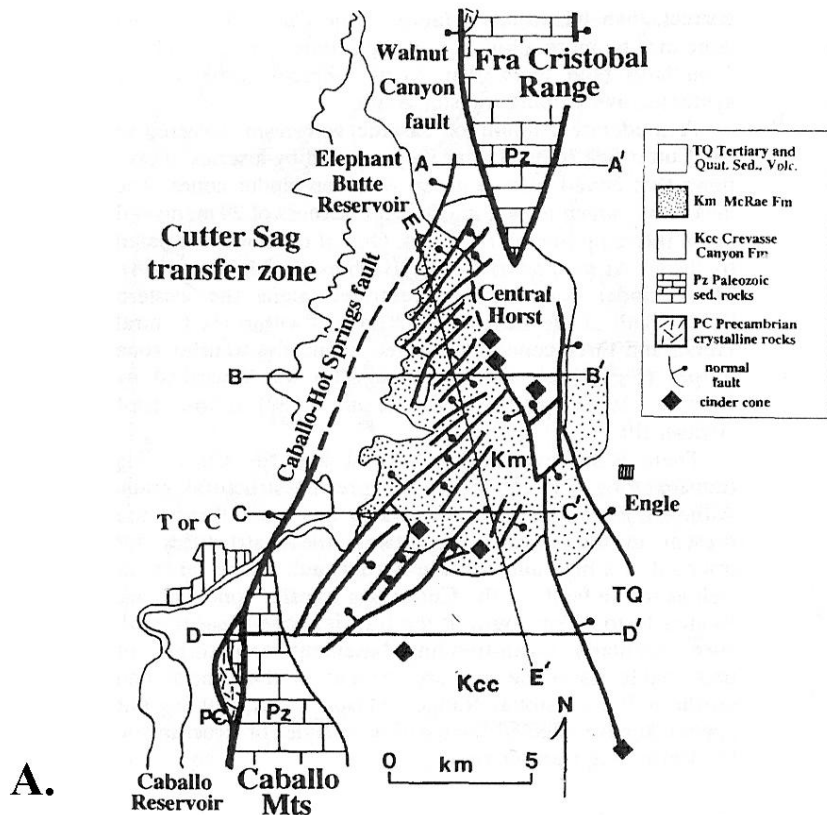 Walnut
Canyon
fault
Fra Cristobal
Range
Pz
A
A'
Elephant
Butte
Reservoir
E
Cutter Sag
transfer zone
Caballo-Hot Springs fault
Central
Horst
B
B'
Km
Engle
C
C'
T or C
TQ
D
D'
Kcc
E'
PC
Pz
N
0 5
km
Caballo
Reservoir
Caballo
Mts
A.
TQ Tertiary and
Quat. Sed., Volc.
Km McRae Fm
Kcc Crevasse
Canyon Fm
Pz Paleozoic
sed. rocks
PC Precambrian
crystalline rocks
normal
fault
cinder cone